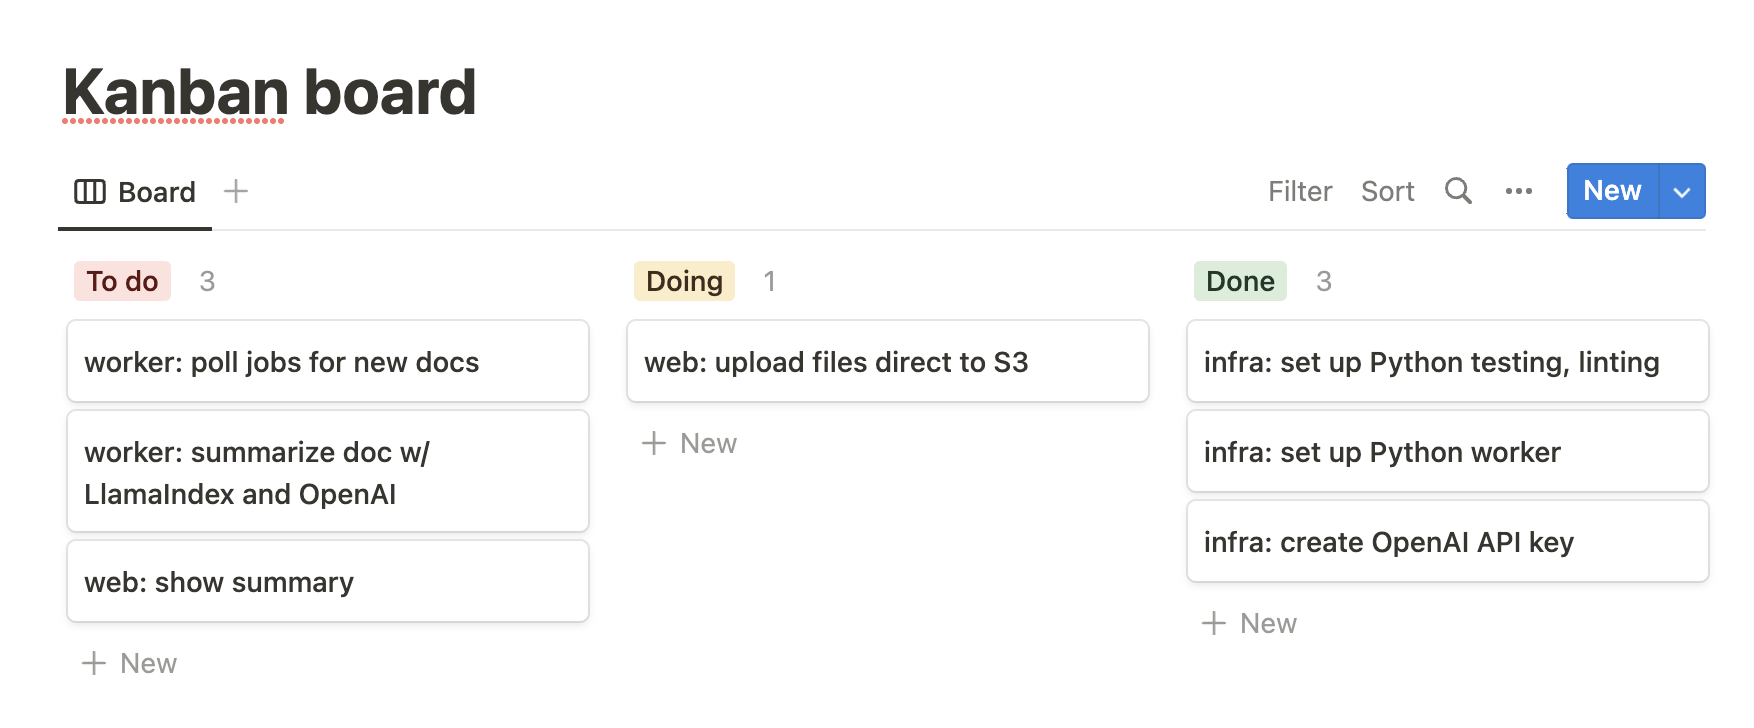 Kanban board
Board
Filter Sort
New
To do 3
worker: poll jobs for new docs
worker: summarize doc w/
LlamaIndex and OpenAI
web: show summary
New
Doing 1
web: upload files direct to S3
New
Done 3
infra: set up Python testing, linting
infra: set up Python worker
infra: create OpenAI API key
New